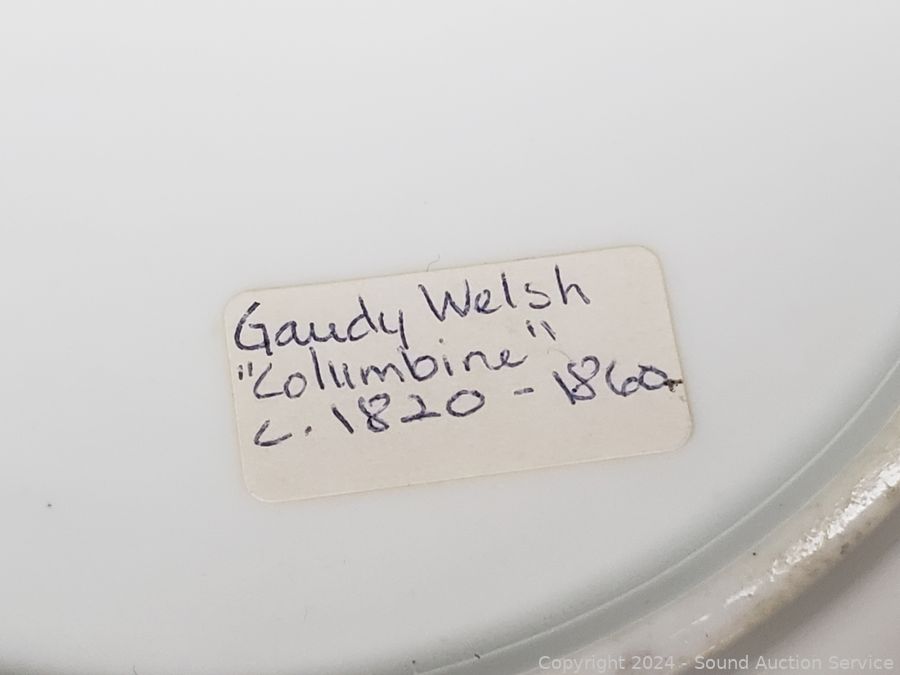 Gaudy Welsh
"Columbine"
c. 1820 - 1860
Copyright 2024 - Sound Auction Service